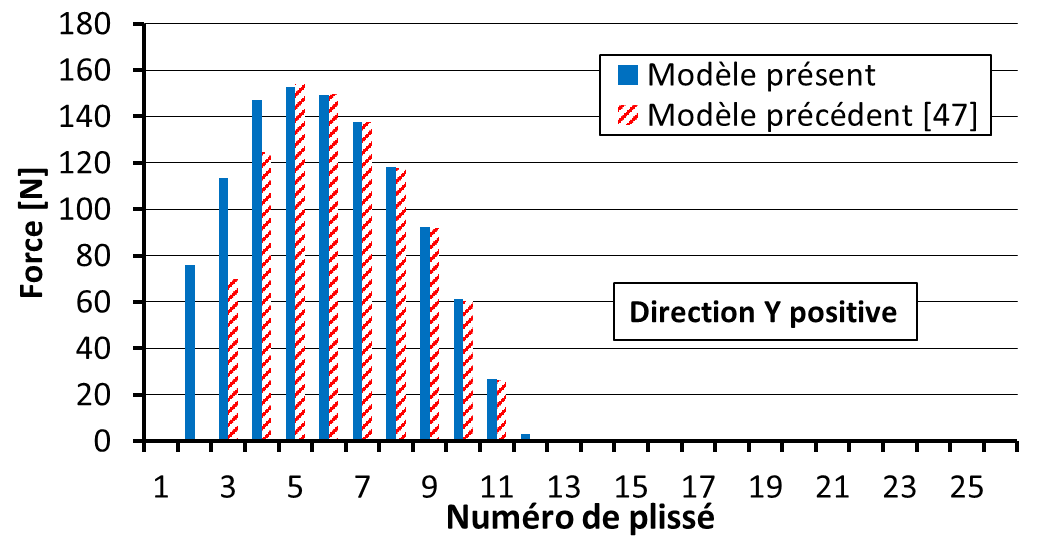 180
160
140
120
100
80
60
40
20
0
Force [N]
Modèle présent
Modèle précédent [47]
Direction Y positive
1 3 5 7 9 11 13 15 17 19 21 23 25
Numéro de plissé